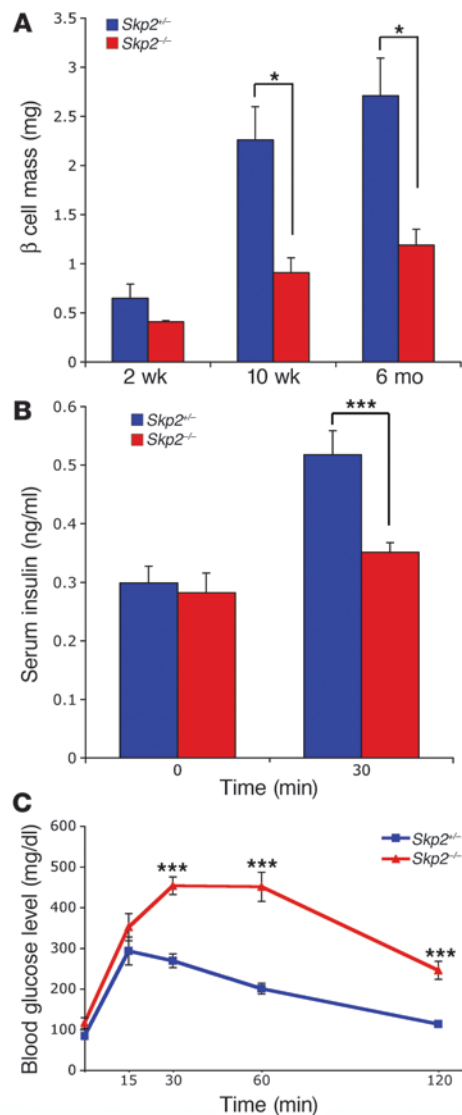 A
Skp2+/–
Skp2–/–
β cell mass (mg)
3.5
3
2.5
2
1.5
1
0.5
0
*
*
2 wk 10 wk 6 mo
B
Skp2+/–
Skp2–/–
Serum insulin (ng/ml)
0.6
0.5
0.4
0.3
0.2
0.1
0
***
0 30
Time (min)
C
Skp2+/–
Skp2–/–
Blood glucose level (mg/dl)
600
500
400
300
200
100
0
***
***
***
15 30 60 120
Time (min)